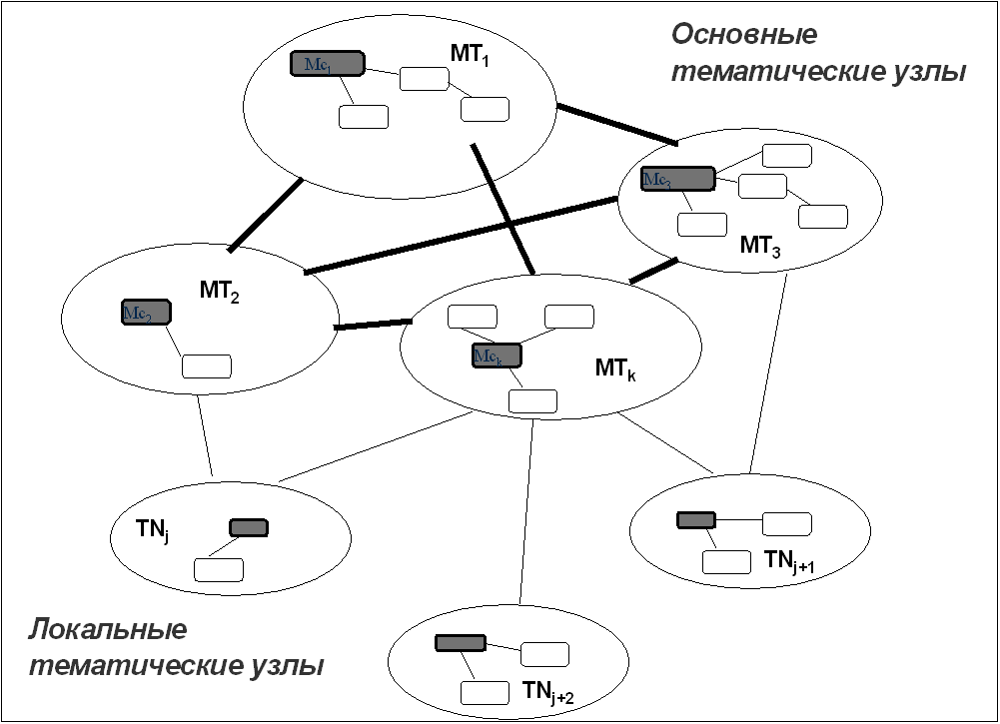 Основные
тематические узлы
MT1
Mc1
Mc3
MT3
MT2
Mc2
Mck
MTk
TNj
TNj+1
Локальные
тематические узлы
TNj+2